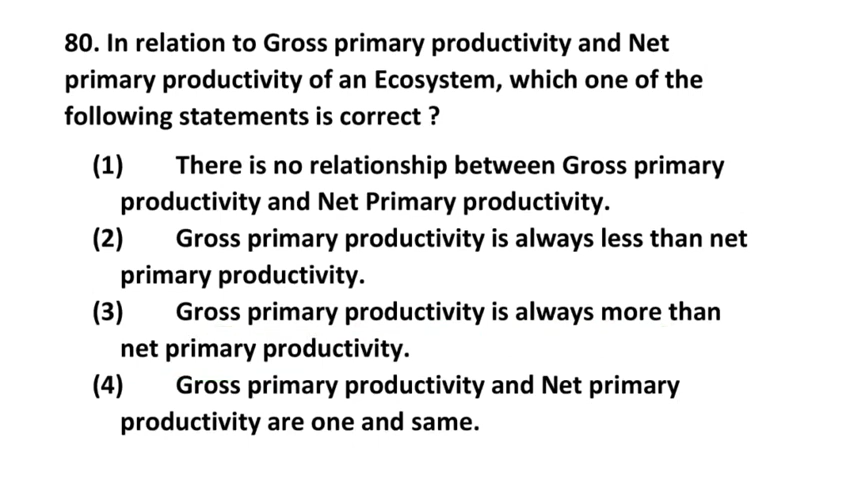 80. In relation to Gross primary productivity and Net
primary productivity of an Ecosystem, which one of the
following statements is correct ?
(1) There is no relationship between Gross primary
productivity and Net Primary productivity.
(2) Gross primary productivity is always less than net
primary productivity.
(3) Gross primary productivity is always more than
net primary productivity.
(4) Gross primary productivity and Net primary
productivity are one and same.